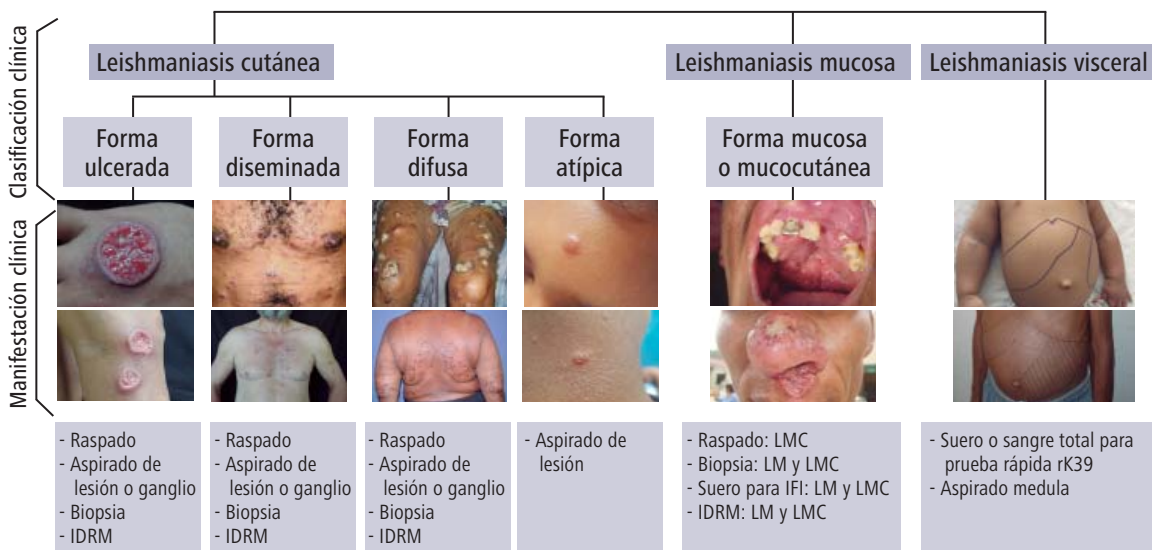 Clasificación clínica
Leishmaniasis cutánea
Leishmaniasis mucosa
Leishmaniasis visceral
Forma
ulcerada
Forma
diseminada
Forma
difusa
Forma
atípica
Forma mucosa
o mucocutánea
Manifestación clínica
- Raspado
- Aspirado de
lesión o ganglio
- Biopsia
- IDRM
- Raspado
- Aspirado de
lesión o ganglio
- Biopsia
- IDRM
- Raspado
- Aspirado de
lesión o ganglio
- Biopsia
- IDRM
- Aspirado de
lesión
- Raspado: LMC
- Biopsia: LM y LMC
- Suero para IFI: LM y LMC
- IDRM: LM y LMC
- Suero o sangre total para
prueba rápida rK39
- Aspirado medula